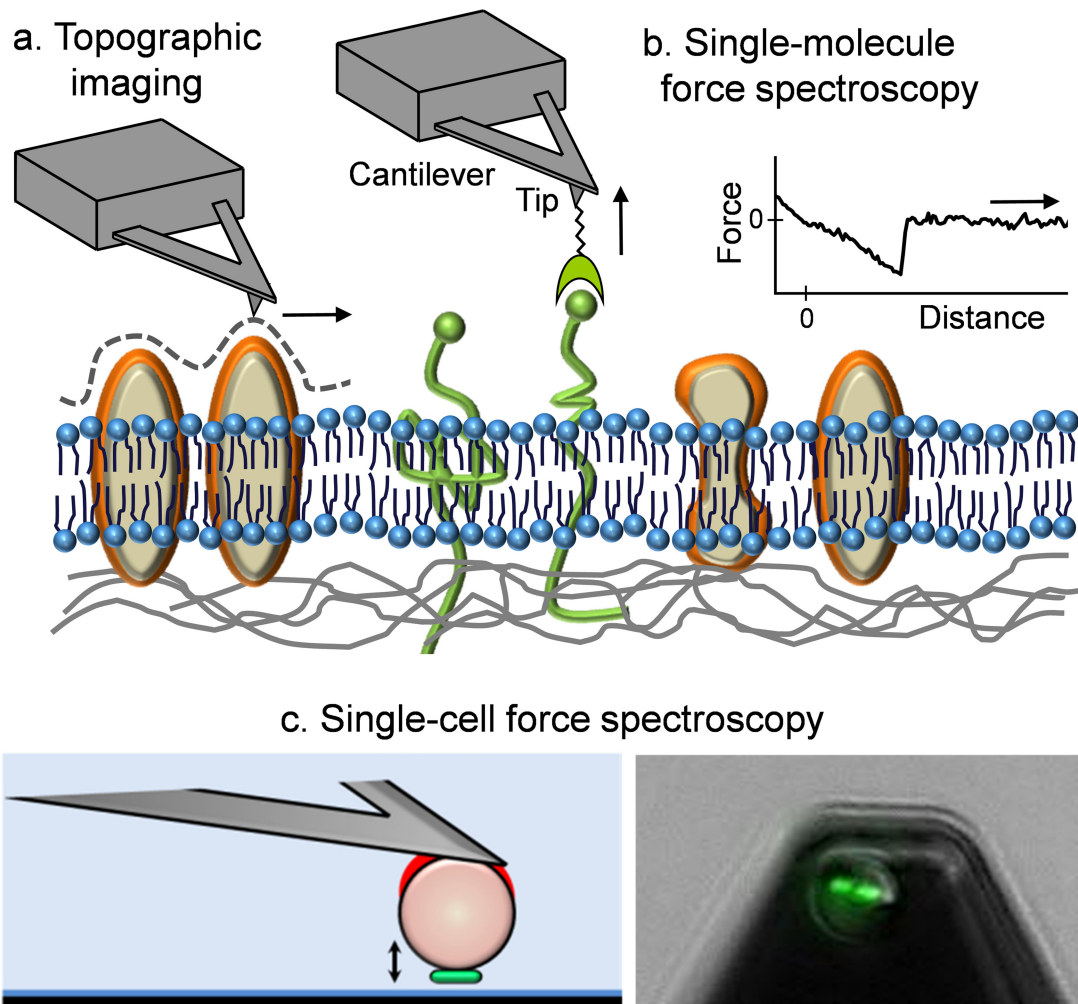 a. Topographic
imaging
b. Single-molecule
force spectroscopy
Cantilever
Tip
Force
0
0
Distance
c. Single-cell force spectroscopy